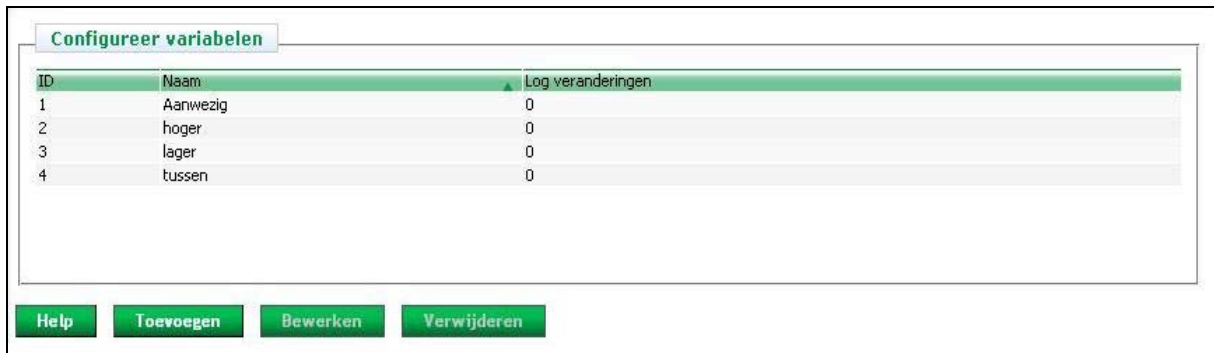 Configureer variabelen
ID Naam Log veranderingen
1 Aanwezig 0
2 hoger 0
3 lager 0
4 tussen 0
Help Toevoegen Bewerken Verwijderen